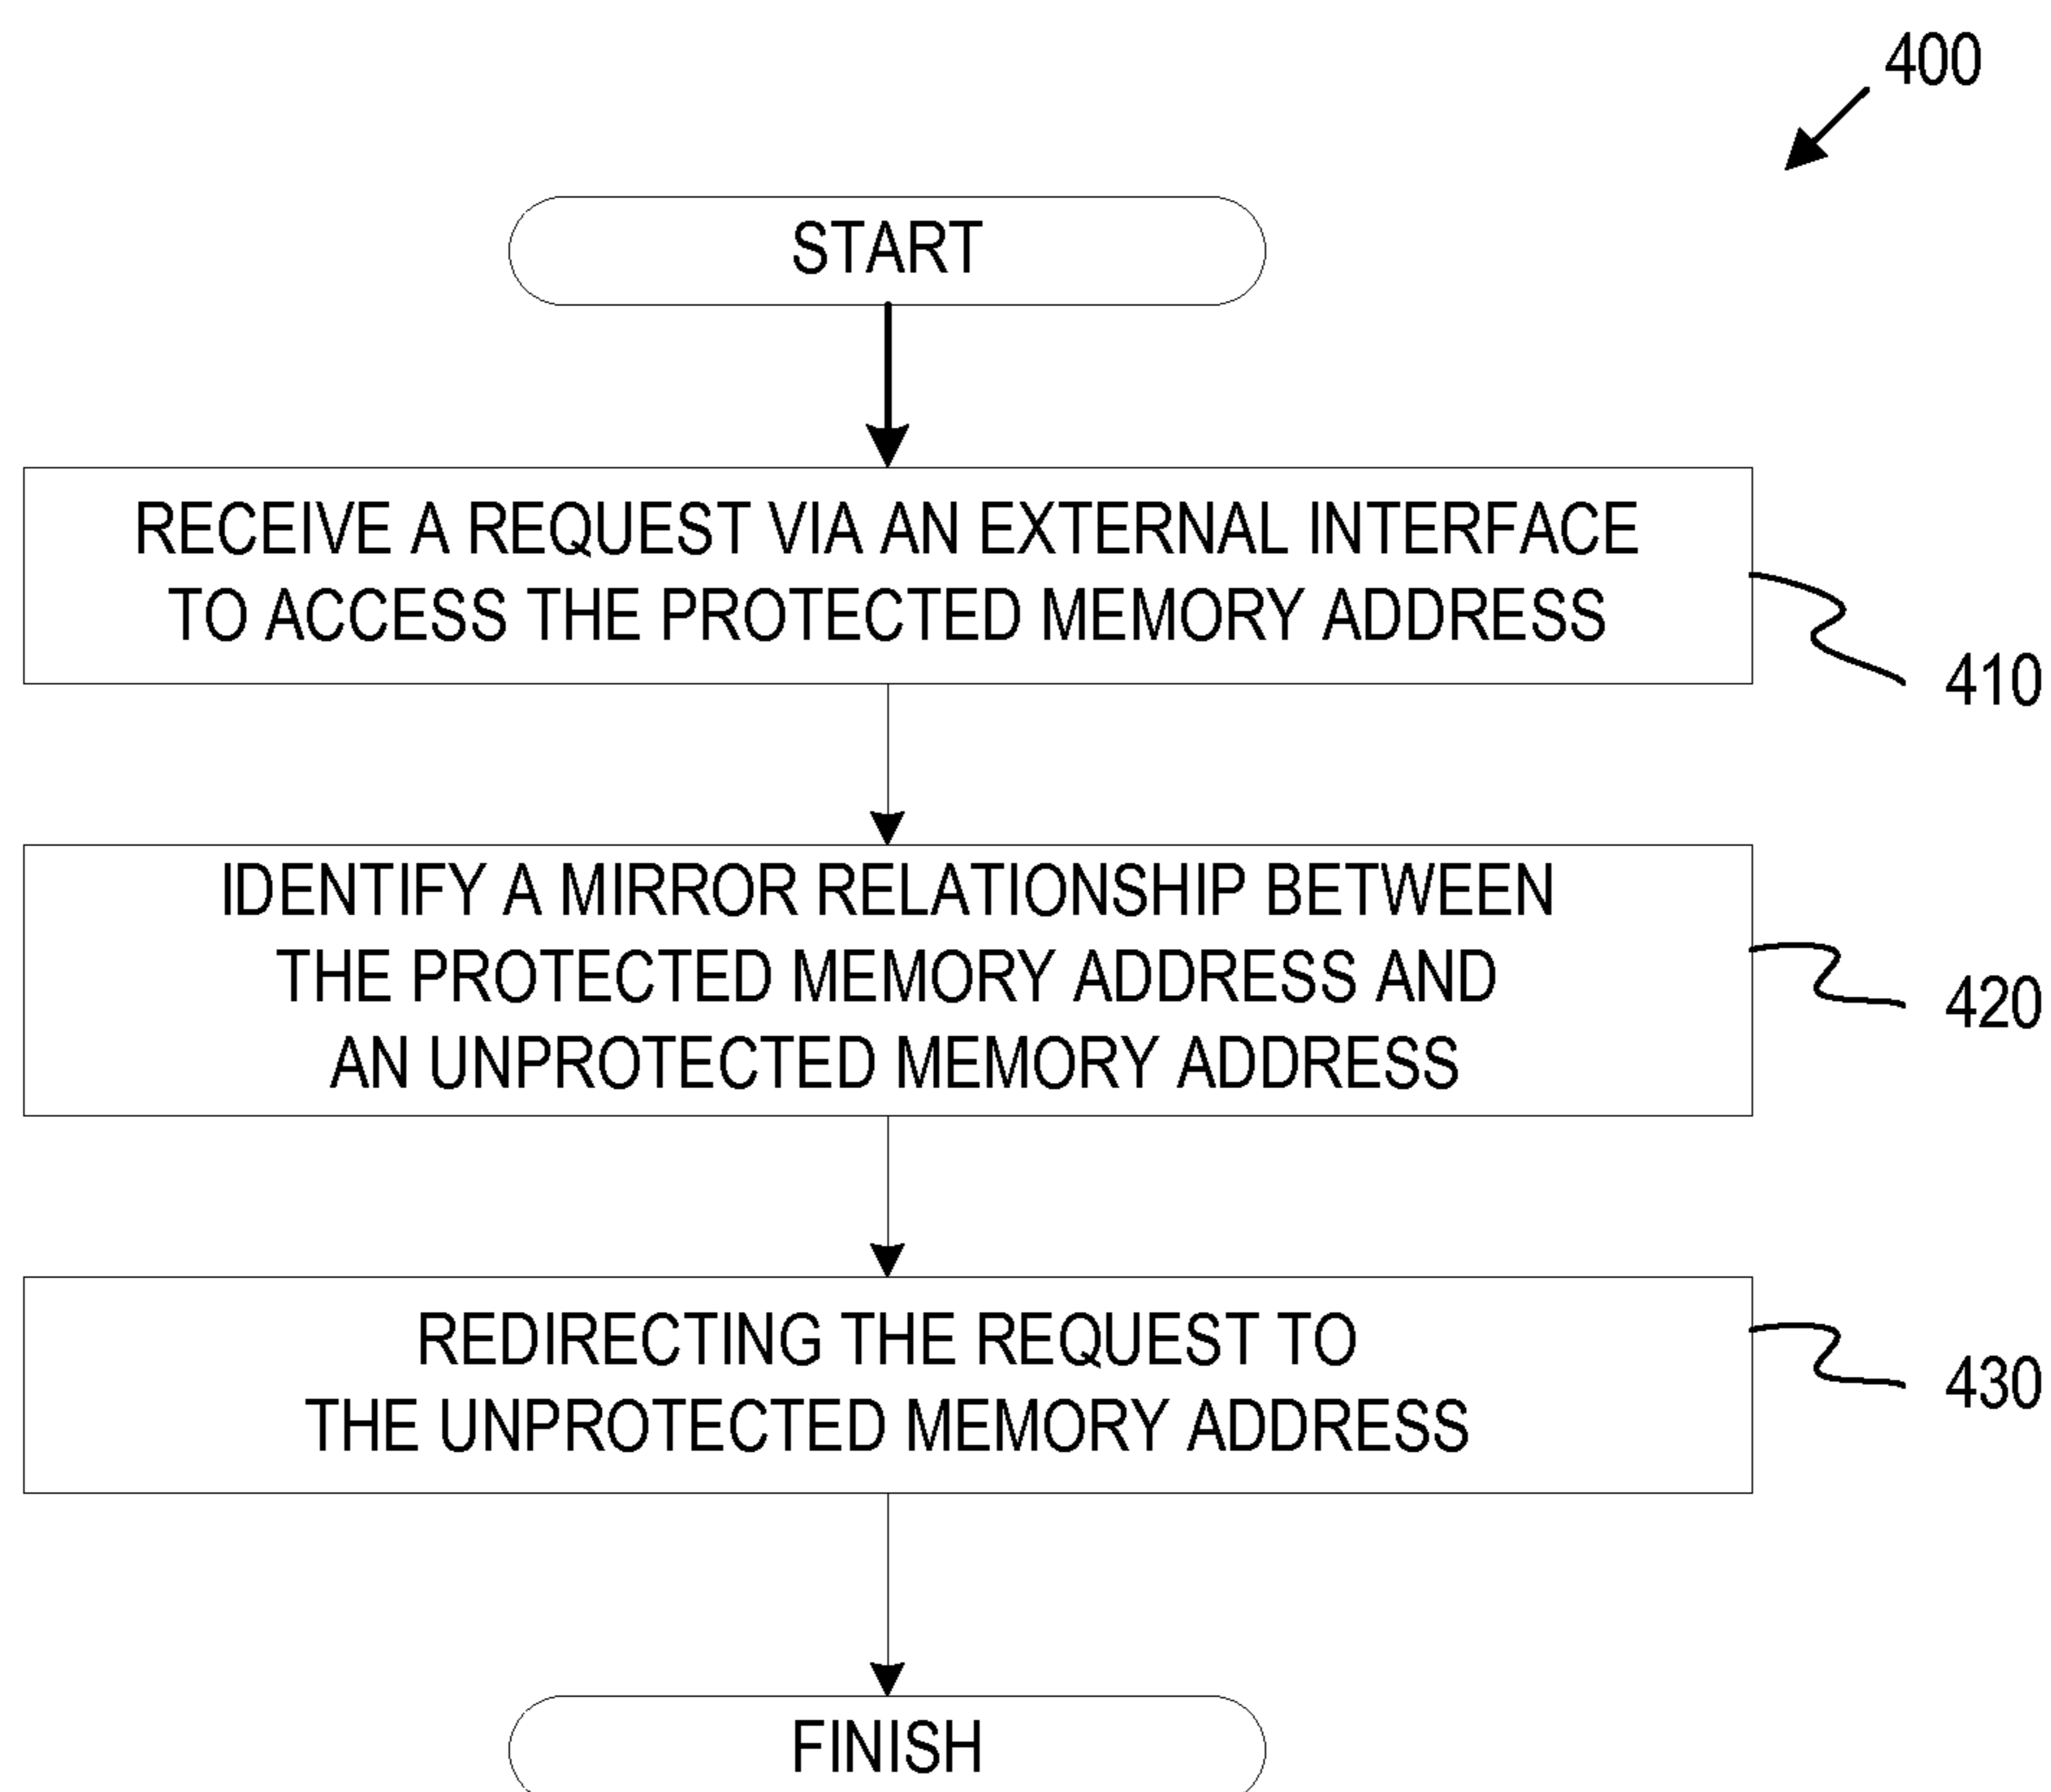 400
START
RECEIVE A REQUEST VIA AN EXTERNAL INTERFACE
TO ACCESS THE PROTECTED MEMORY ADDRESS
410
IDENTIFY A MIRROR RELATIONSHIP BETWEEN
THE PROTECTED MEMORY ADDRESS AND
AN UNPROTECTED MEMORY ADDRESS
420
REDIRECTING THE REQUEST TO
THE UNPROTECTED MEMORY ADDRESS
430
FINISH